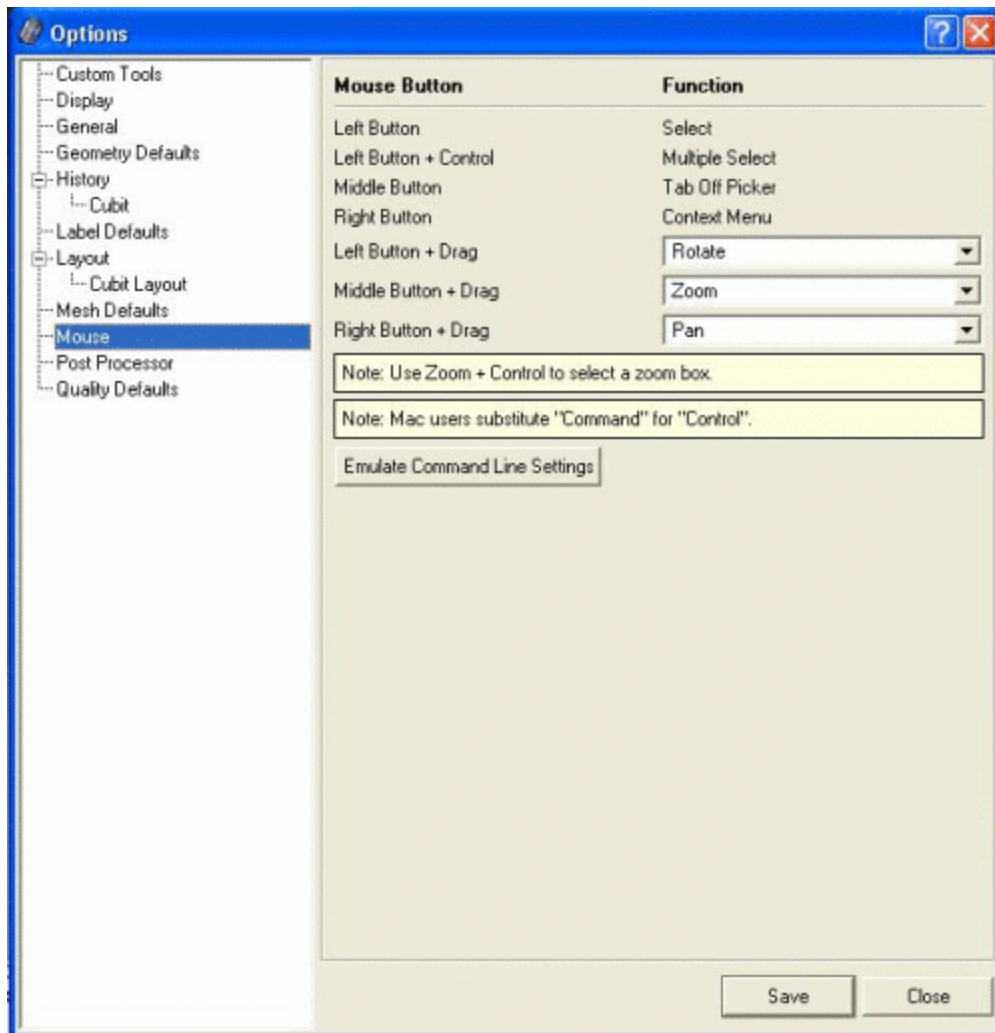 Options
Custom Tools
Display
General
Geometry Defaults
History
Cubit
Label Defaults
Layout
Cubit Layout
Mesh Defaults
Mouse
Post Processor
Quality Defaults
Mouse Button Function
Left Button Select
Left Button + Control Multiple Select
Middle Button Tab Off Picker
Right Button Context Menu
Left Button + Drag Rotate
Middle Button + Drag Zoom
Right Button + Drag Pan
Note: Use Zoom + Control to select a zoom box.
Note: Mac users substitute "Command" for "Control".
Emulate Command Line Settings
Save Close